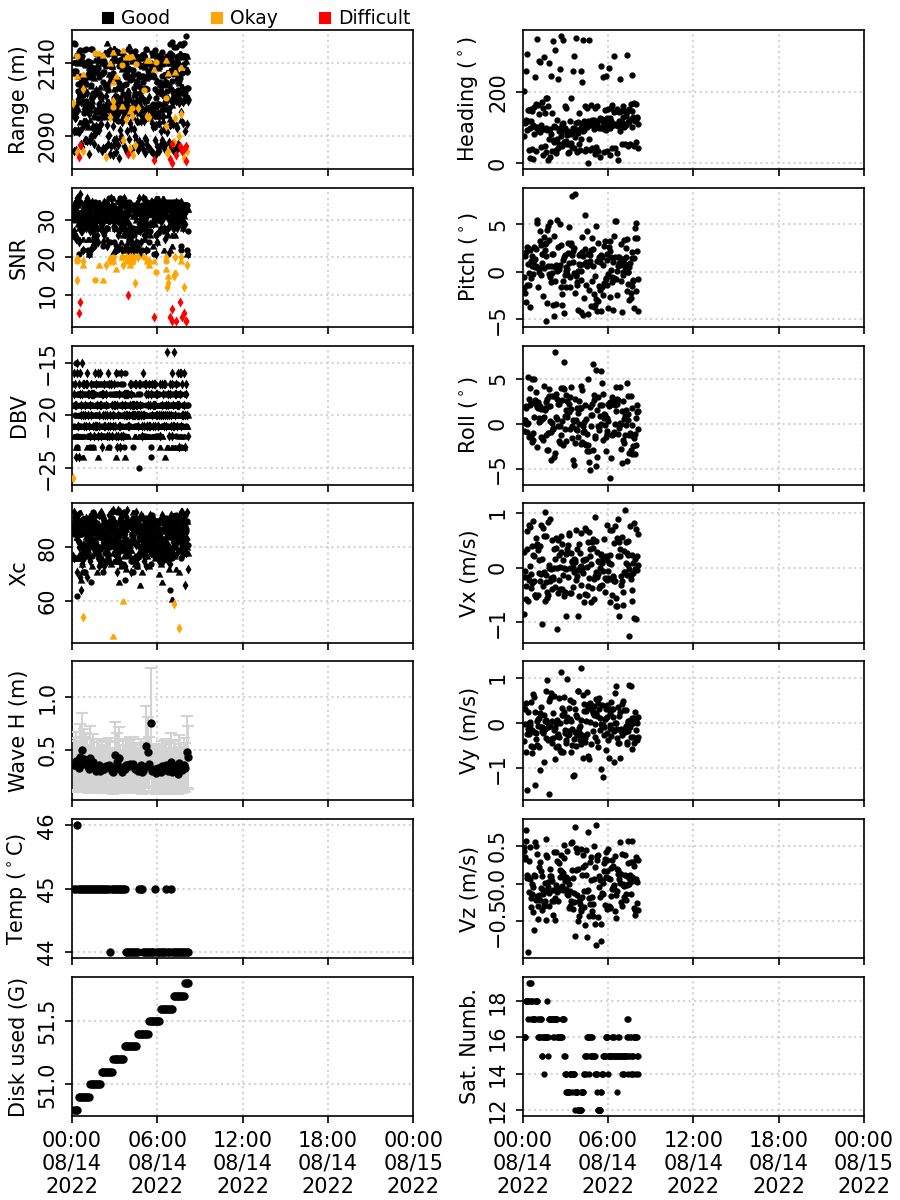 Good Okay Difficult
Range (m)
2140
2090
Heading (°)
200
0
SNR
30
20
10
Pitch (°)
5
0
−5
DBV
−15
−20
−25
Roll (°)
5
0
−5
Xc
80
60
Vx (m/s)
1
0
−1
Wave H (m)
1.0
0.5
Vy (m/s)
1
0
−1
Temp (°C)
46
45
44
Vz (m/s)
0.5
0.0
−0.5
Disk used (G)
51.5
51.0
Sat. Numb.
18
16
14
12
00:00 06:00 12:00 18:00 00:00
08/14 08/14 08/14 08/14 08/15
2022 2022 2022 2022 2022
00:00 06:00 12:00 18:00 00:00
08/14 08/14 08/14 08/14 08/15
2022 2022 2022 2022 2022